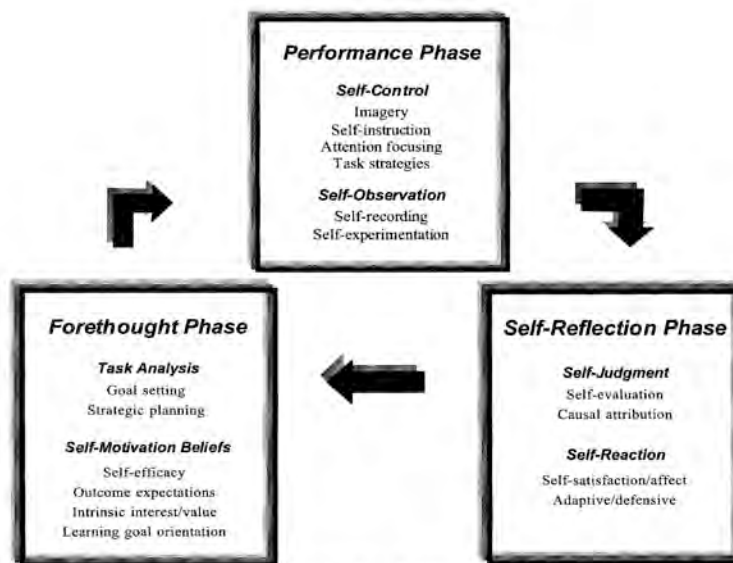 Performance Phase
Self-Control
Imagery
Self-instruction
Attention focusing
Task strategies
Self-Observation
Self-recording
Self-experimentation
Forethought Phase
Task Analysis
Goal setting
Strategic planning
Self-Motivation Beliefs
Self-efficacy
Outcome expectations
Intrinsic interest/value
Learning goal orientation
Self-Reflection Phase
Self-Judgment
Self-evaluation
Causal attribution
Self-Reaction
Self-satisfaction/affect
Adaptive/defensive